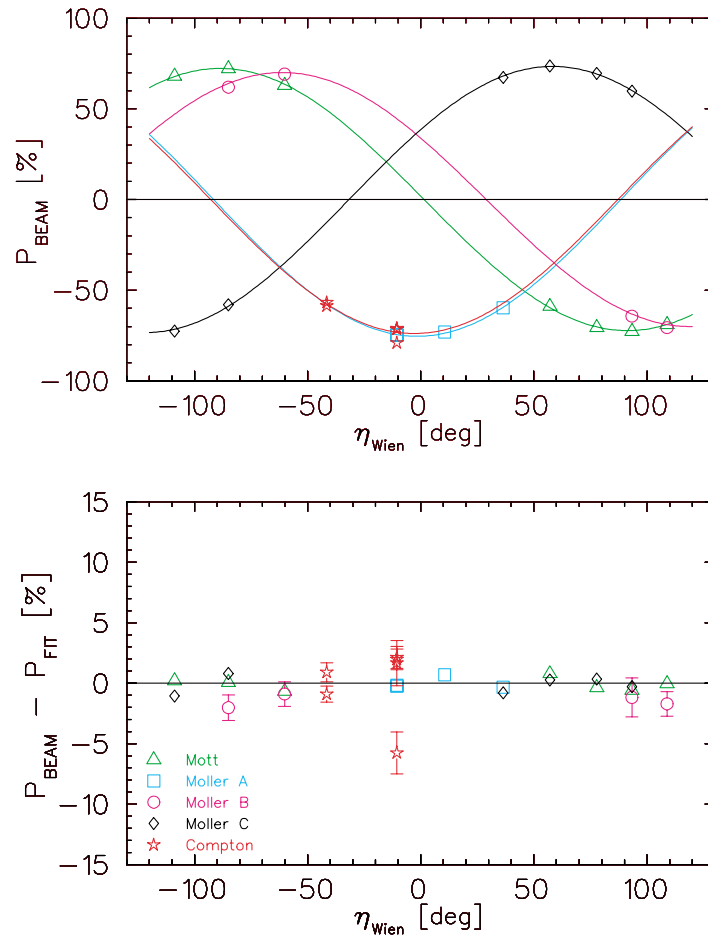 100
50
0
−50
−100
P_BEAM [%]
−100 −50 0 50 100
η_Wien [deg]
15
10
5
0
−5
−10
−15
P_BEAM − P_FIT [%]
Mott
Moller A
Moller B
Moller C
Compton
−100 −50 0 50 100
η_Wien [deg]